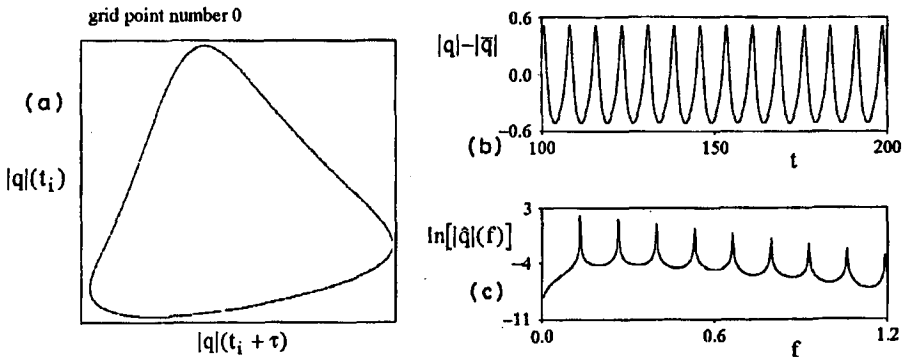 grid point number 0
(a)
|q|(t_i)
|q|(t_i + τ)
|q|−|q̄|
0.6
0.0
−0.6
(b)
100
150
200
t
ln[|q̂|(f)]
3
−4
−11
(c)
0.0
0.6
1.2
f